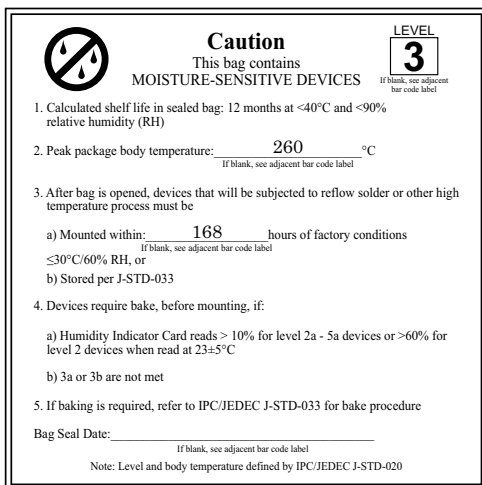 Caution
This bag contains
MOISTURE-SENSITIVE DEVICES
LEVEL
3
If blank, see adjacent
bar code label
1. Calculated shelf life in sealed bag: 12 months at <40°C and <90%
relative humidity (RH)
2. Peak package body temperature: 260 °C
If blank, see adjacent bar code label
3. After bag is opened, devices that will be subjected to reflow solder or other high
temperature process must be
a) Mounted within: 168 hours of factory conditions
If blank, see adjacent bar code label
≤30°C/60% RH, or
b) Stored per J-STD-033
4. Devices require bake, before mounting, if:
a) Humidity Indicator Card reads > 10% for level 2a - 5a devices or >60% for
level 2 devices when read at 23±5°C
b) 3a or 3b are not met
5. If baking is required, refer to IPC/JEDEC J-STD-033 for bake procedure
Bag Seal Date:
If blank, see adjacent bar code label
Note: Level and body temperature defined by IPC/JEDEC J-STD-020